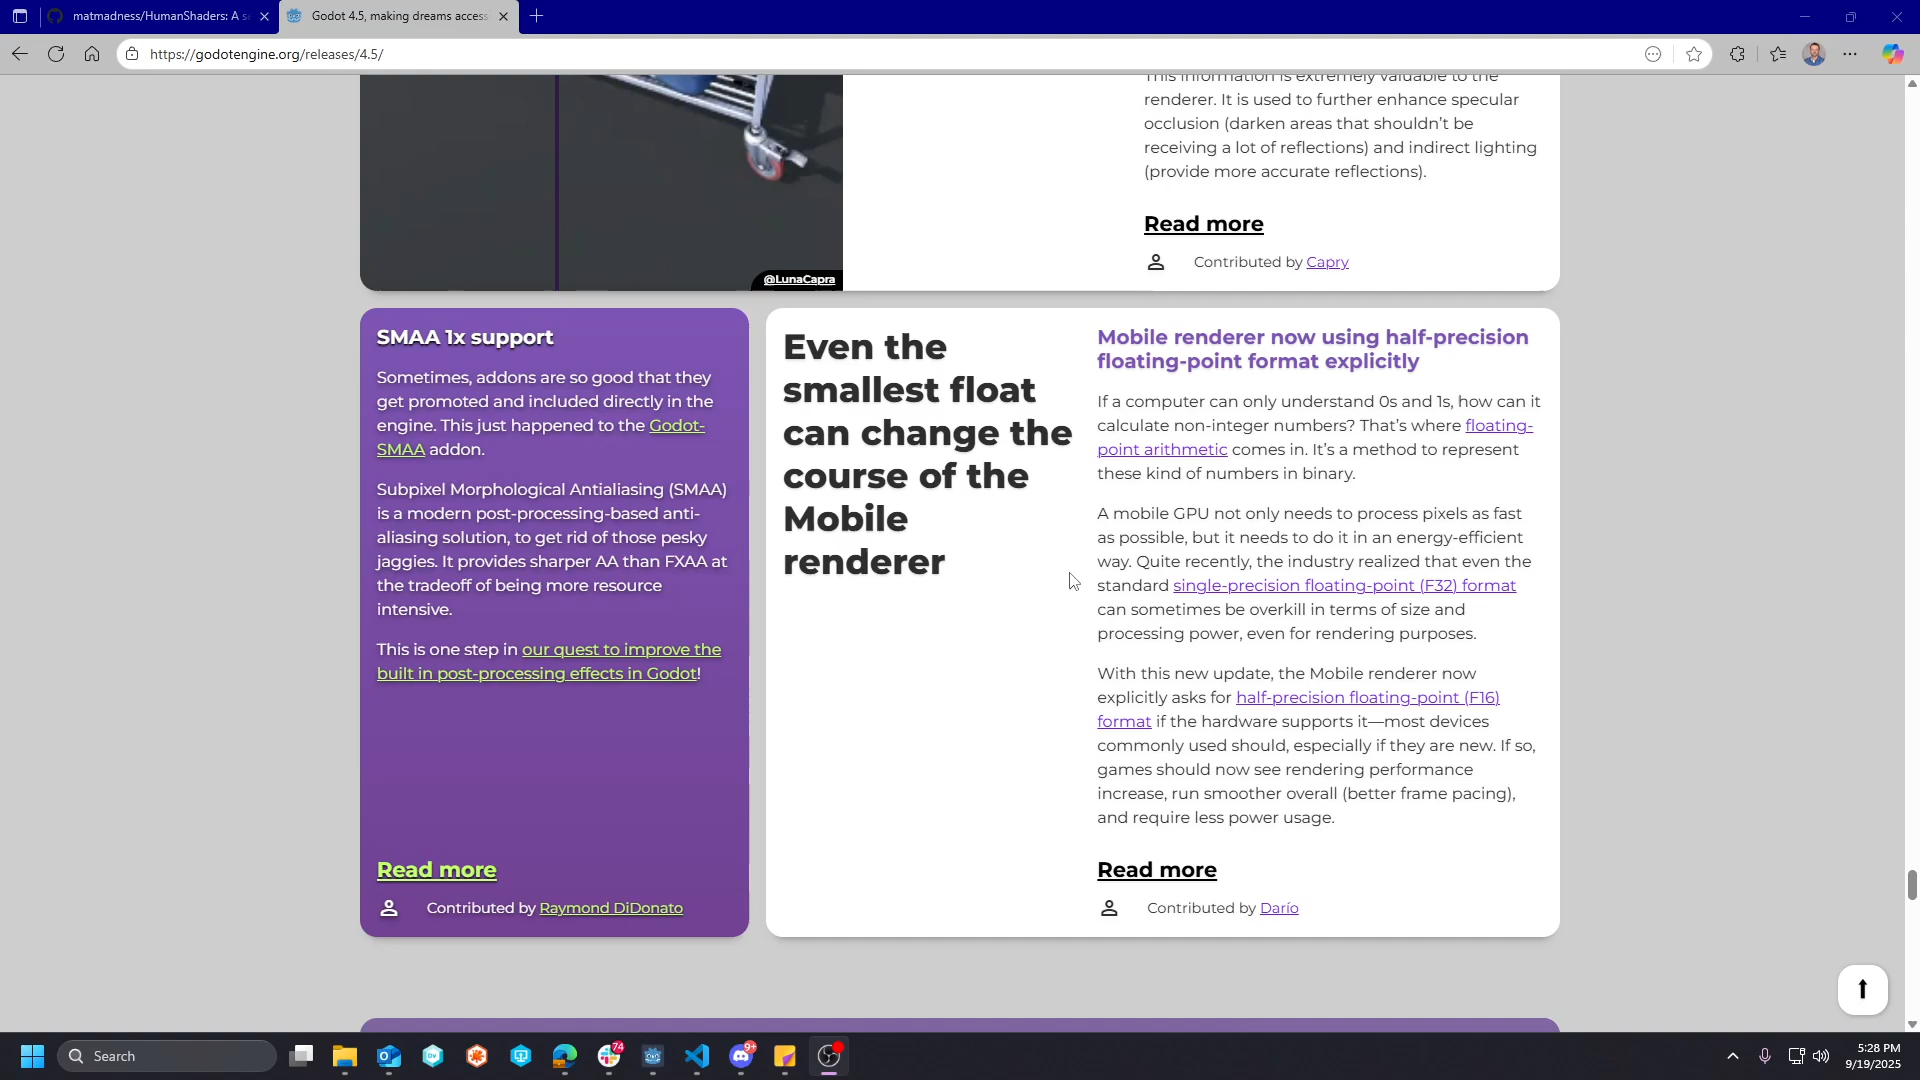 matmadness/HumanShaders: A s
Godot 4.5, making dreams access
https://godotengine.org/releases/4.5/
This information is extremely valuable to the
renderer. It is used to further enhance specular
occlusion (darken areas that shouldn't be
receiving a lot of reflections) and indirect lighting
(provide more accurate reflections).
Read more
Contributed by Capry
@LunaCapra
SMAA 1x support
Sometimes, addons are so good that they
get promoted and included directly in the
engine. This just happened to the Godot-
SMAA addon.
Subpixel Morphological Antialiasing (SMAA)
is a modern post-processing-based anti-
aliasing solution, to get rid of those pesky
jaggies. It provides sharper AA than FXAA at
the tradeoff of being more resource
intensive.
This is one step in our quest to improve the
built in post-processing effects in Godot!
Read more
Contributed by Raymond DiDonato
Even the
smallest float
can change the
course of the
Mobile
renderer
Mobile renderer now using half-precision
floating-point format explicitly
If a computer can only understand 0s and 1s, how can it
calculate non-integer numbers? That's where floating-
point arithmetic comes in. It's a method to represent
these kind of numbers in binary.
A mobile GPU not only needs to process pixels as fast
as possible, but it needs to do it in an energy-efficient
way. Quite recently, the industry realized that even the
standard single-precision floating-point (F32) format
can sometimes be overkill in terms of size and
processing power, even for rendering purposes.
With this new update, the Mobile renderer now
explicitly asks for half-precision floating-point (F16)
format if the hardware supports it—most devices
commonly used should, especially if they are new. If so,
games should now see rendering performance
increase, run smoother overall (better frame pacing),
and require less power usage.
Read more
Contributed by Darío
Search
74
9+
5:28 PM
9/19/2025